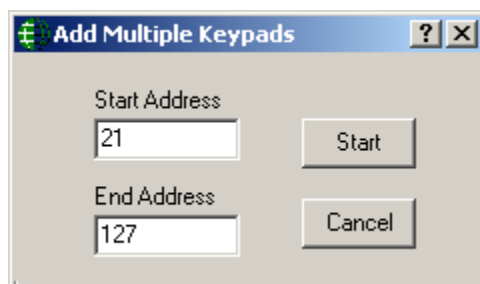 Add Multiple Keypads
Start Address
21
Start
End Address
127
Cancel